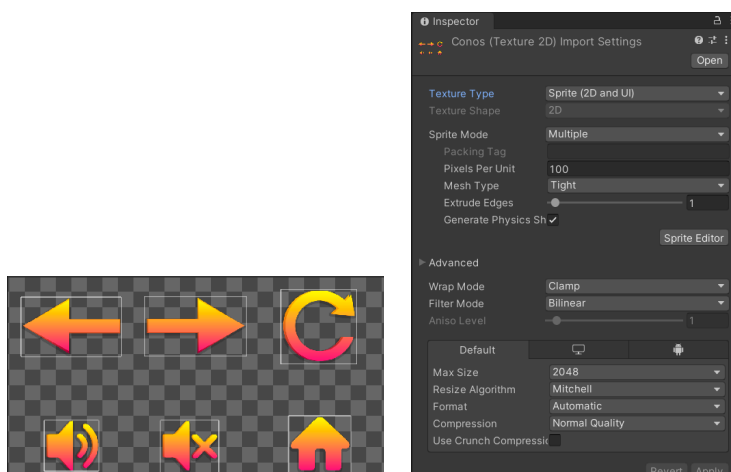 Inspector
Conos (Texture 2D) Import Settings
Open
Texture Type Sprite (2D and UI)
Texture Shape 2D
Sprite Mode Multiple
Packing Tag
Pixels Per Unit 100
Mesh Type Tight
Extrude Edges 1
Generate Physics Sh
Sprite Editor
Advanced
Wrap Mode Clamp
Filter Mode Bilinear
Aniso Level 1
Default
Max Size 2048
Resize Algorithm Mitchell
Format Automatic
Compression Normal Quality
Use Crunch Compressio
Revert Apply